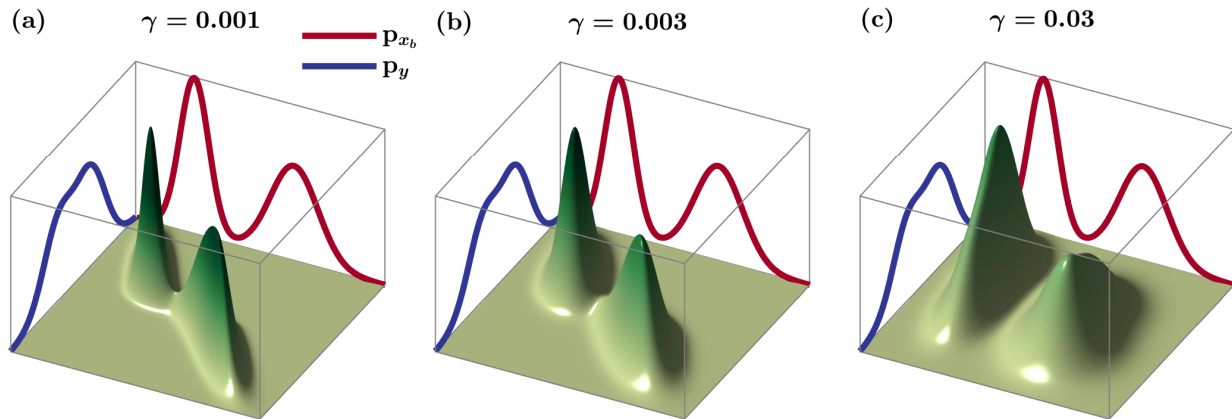 (a) γ = 0.001
p_{x_b}
p_y
(b) γ = 0.003
(c) γ = 0.03